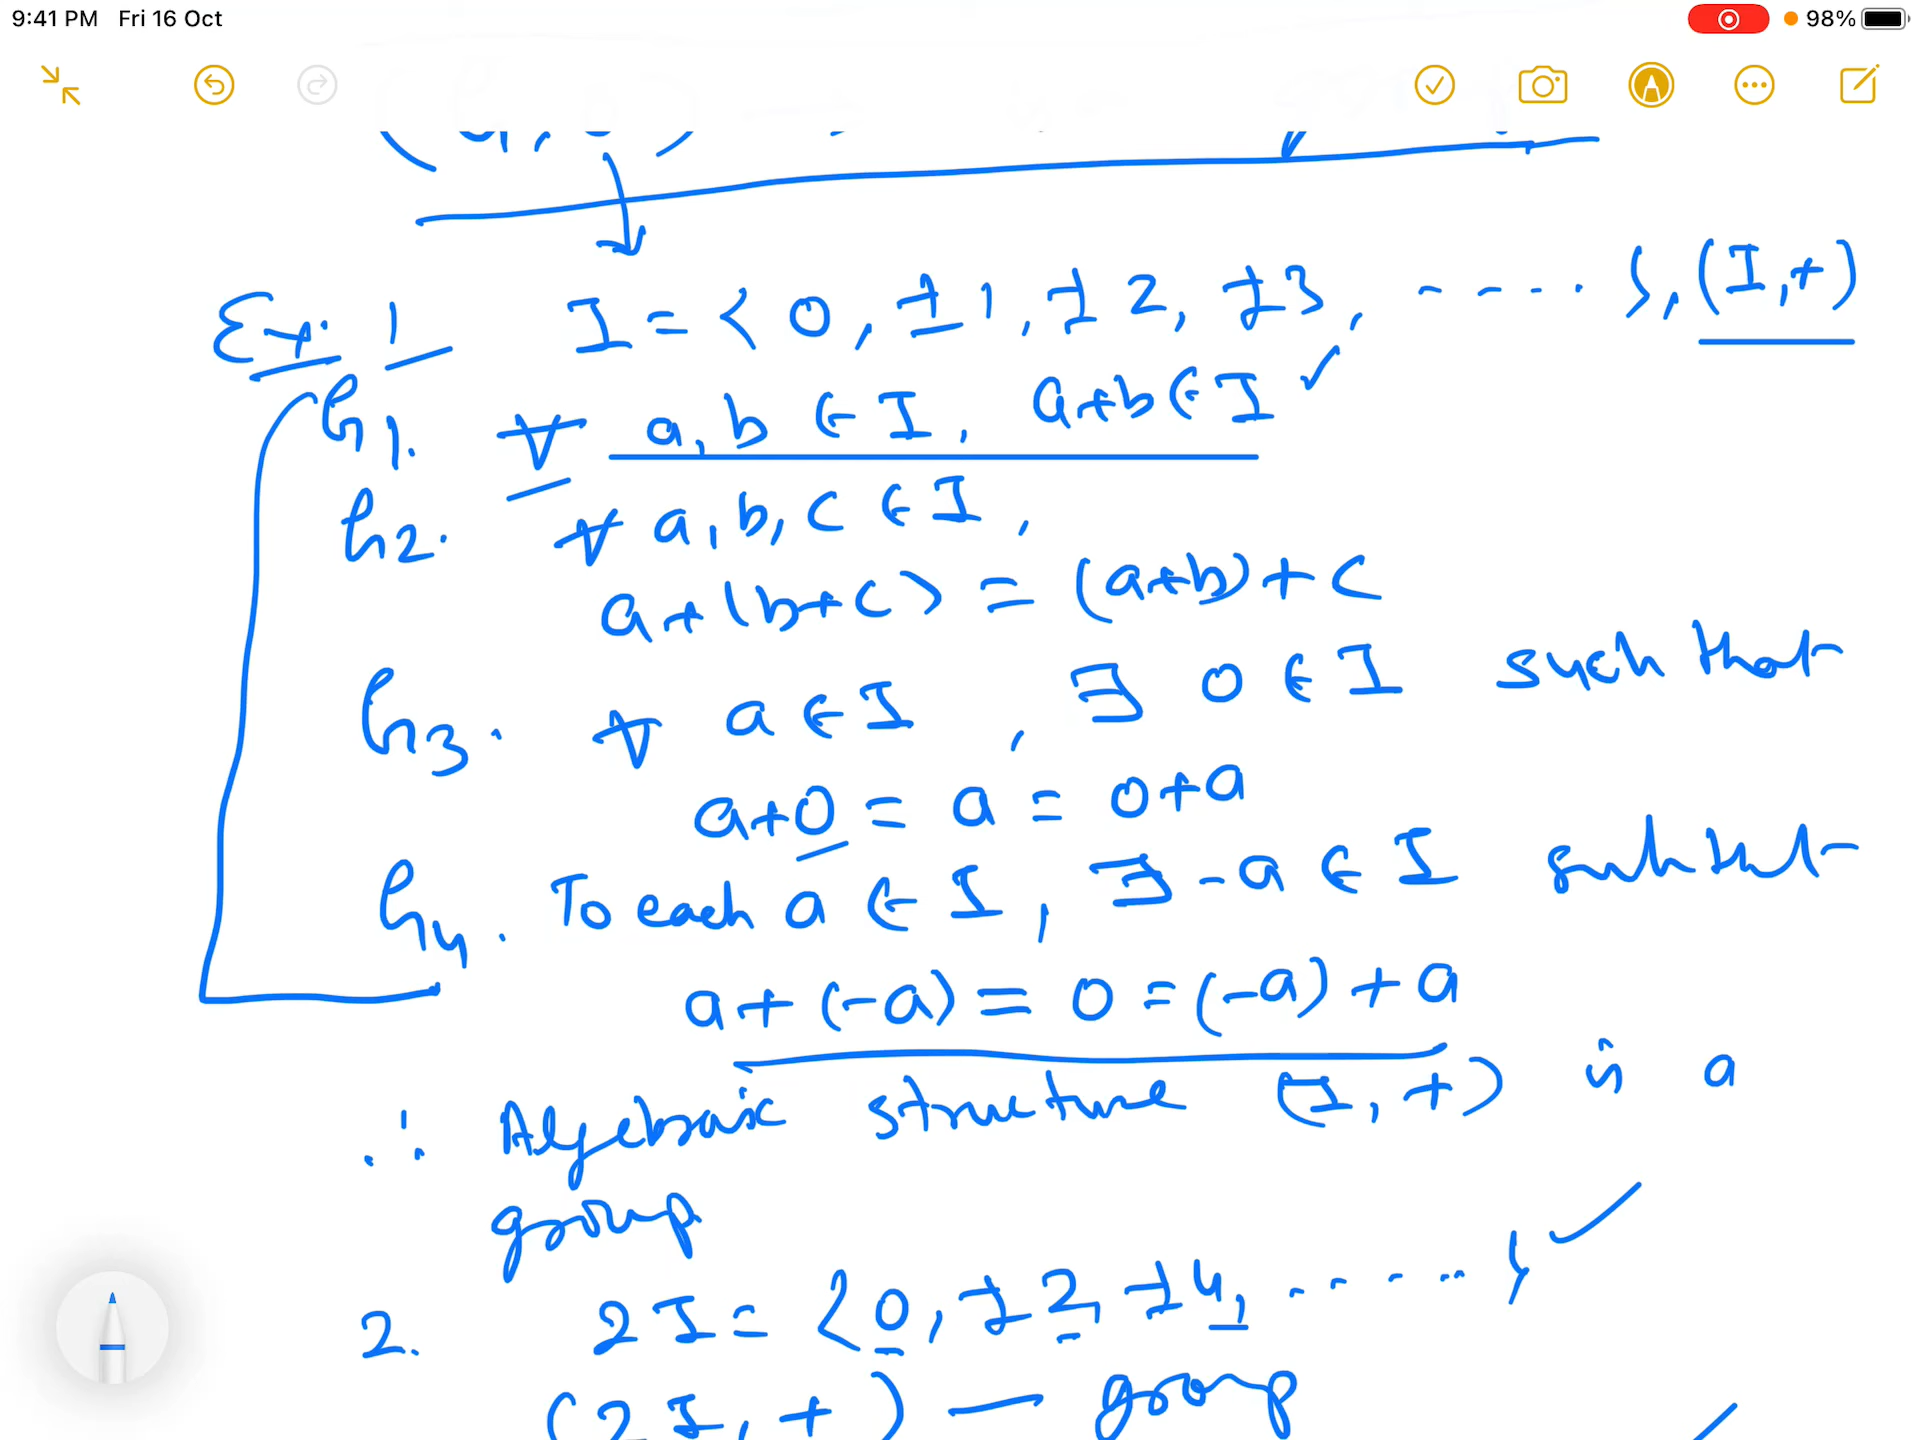 9:41 PM Fri 16 Oct 98%
Ex. 1 I = { 0, ±1, ±2, ±3, ---- }, (I,+)
G1. ∀ a, b ∈ I, a+b ∈ I ✓
G2. ∀ a, b, c ∈ I,
a+(b+c) = (a+b)+c
G3. ∀ a ∈ I, ∃ 0 ∈ I such that
a+0 = a = 0+a
G4. To each a ∈ I, ∃ -a ∈ I such that
a+(-a) = 0 = (-a)+a
∴ Algebraic structure (I, +) is a
group
2. 2I = {0, ±2, ±4, ----- } ✓
(2I, +) — group